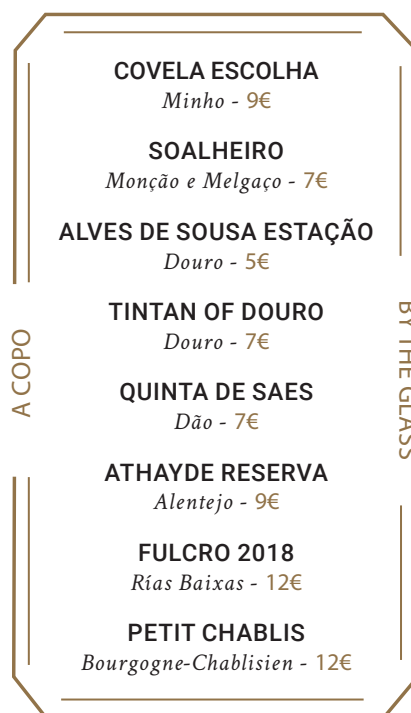 COVELA ESCOLHA
Minho - 9€
SOALHEIRO
Monção e Melgaço - 7€
ALVES DE SOUSA ESTAÇÃO
Douro - 5€
TINTAN OF DOURO
Douro - 7€
QUINTA DE SAES
Dão - 7€
ATHAYDE RESERVA
Alentejo - 9€
FULCRO 2018
Rías Baixas - 12€
PETIT CHABLIS
Bourgogne-Chablisien - 12€
A COPO
BY THE GLASS